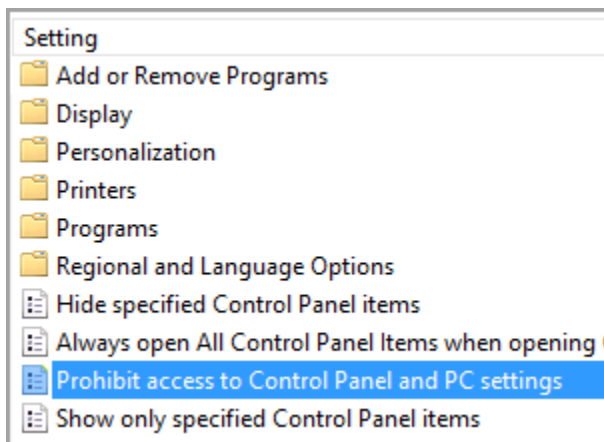 Setting
Add or Remove Programs
Display
Personalization
Printers
Programs
Regional and Language Options
Hide specified Control Panel items
Always open All Control Panel Items when opening
Prohibit access to Control Panel and PC settings
Show only specified Control Panel items